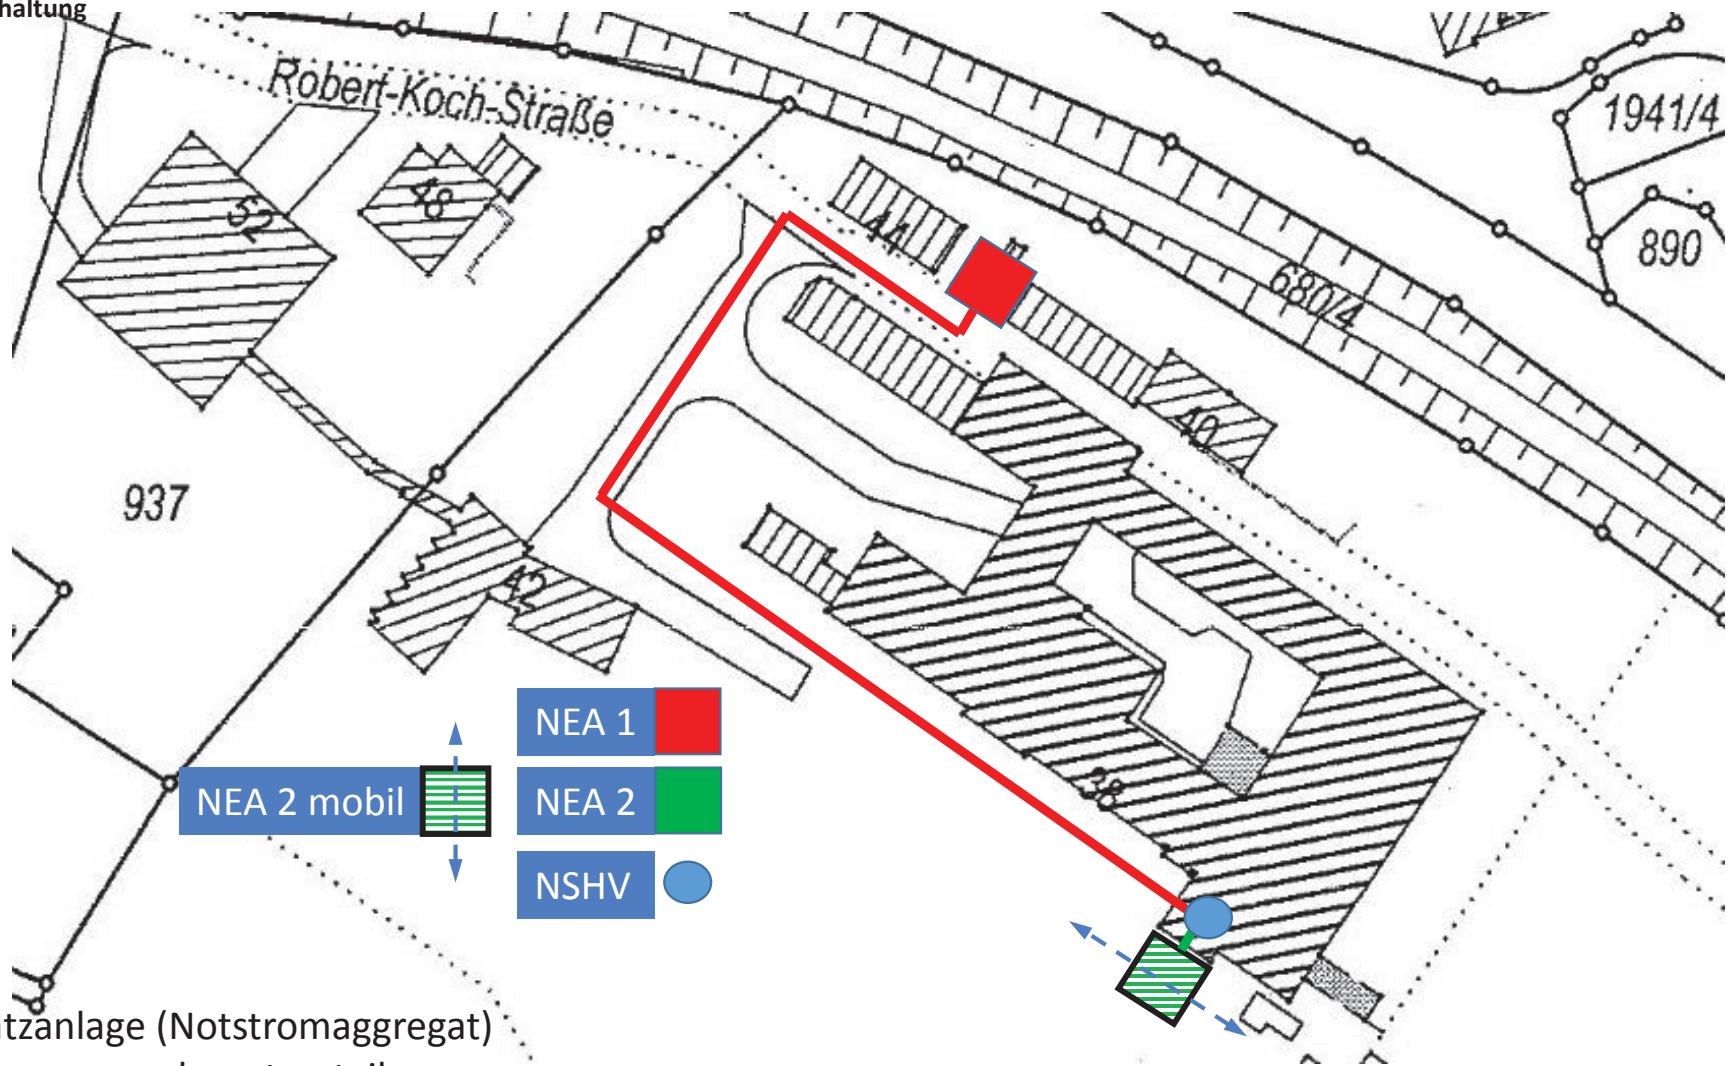 haltung
Robert-Koch-Straße
1941/4
52
48
44
890
680/4
40
937
42
NEA 1
NEA 2 mobil
NEA 2
38
NSHV
tzanlage (Notstromaggregat)